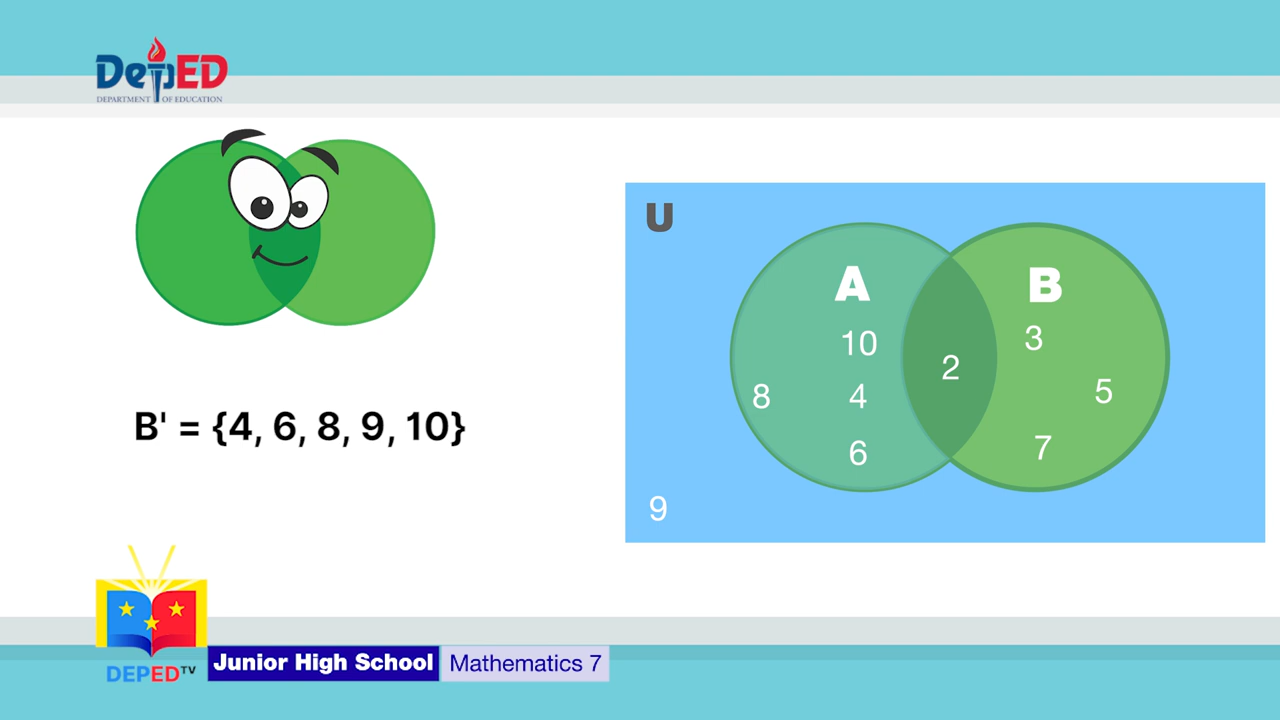 DepED
DEPARTMENT OF EDUCATION
B' = {4, 6, 8, 9, 10}
U
A
B
10
3
8
4
2
5
6
7
9
DEPED TV
Junior High School
Mathematics 7